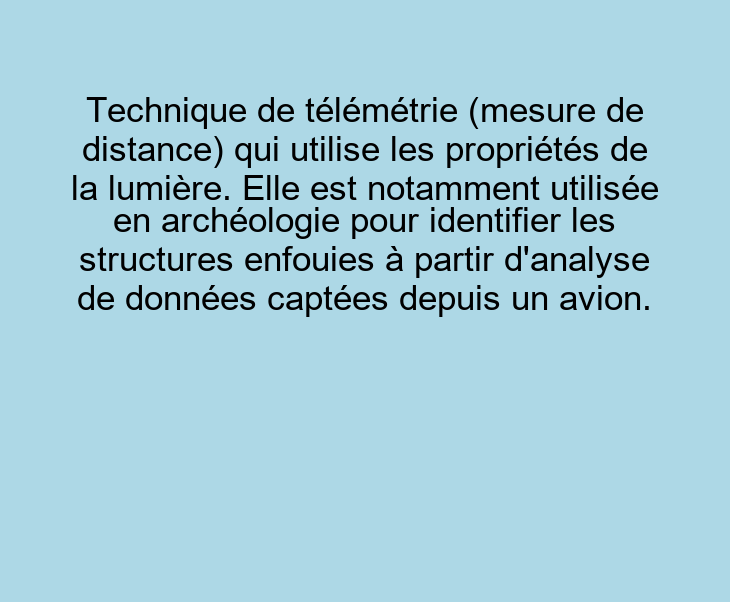 Technique de télémétrie (mesure de
distance) qui utilise les propriétés de
la lumière. Elle est notamment utilisée
en archéologie pour identifier les
structures enfouies à partir d'analyse
de données captées depuis un avion.